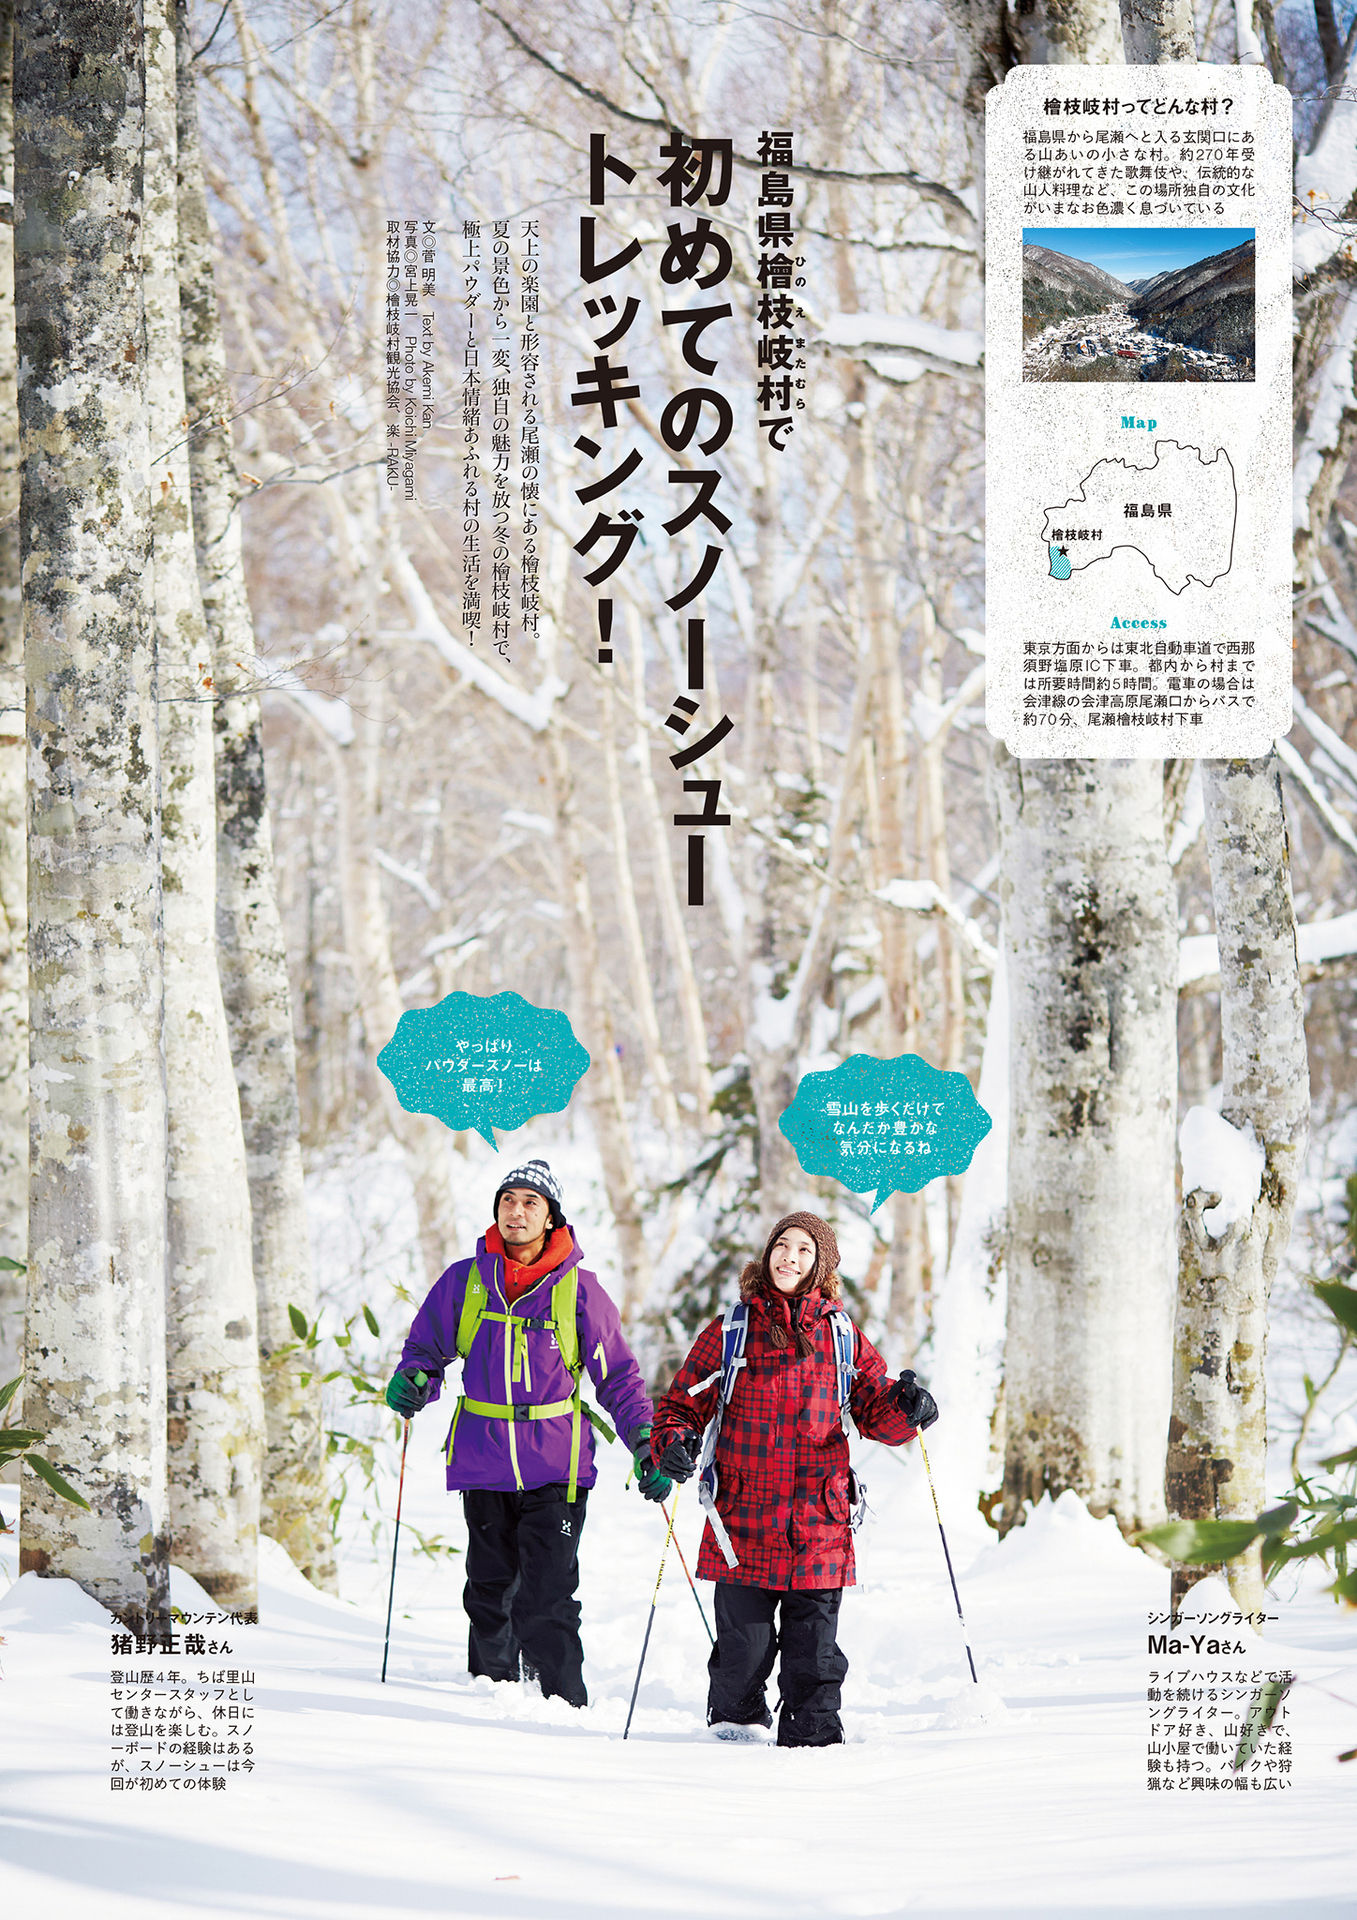 福島県檜枝岐村で
ひの えまたむら
初めてのスノーシュー
トレッキング！
天上の楽園と形容される尾瀬の懐にある檜枝岐村。
夏の景色から一変、独自の魅力を放つ冬の檜枝岐村で、
極上パウダーと日本情緒あふれる村の生活を満喫！
文◎菅 明美 Text by Akemi Kan
写真◎宮上晃一 Photo by Koichi Miyagami
取材協力◎檜枝岐村観光協会、楽 -RAKU-
檜枝岐村ってどんな村？
福島県から尾瀬へと入る玄関口にあ
る山あいの小さな村。約270年受
け継がれてきた歌舞伎や、伝統的な
山人料理など、この場所独自の文化
がいまなお色濃く息づいている
Map
福島県
檜枝岐村
Access
東京方面からは東北自動車道で西那
須野塩原IC下車。都内から村まで
は所要時間約5時間。電車の場合は
会津線の会津高原尾瀬口からバスで
約70分、尾瀬檜枝岐村下車
やっぱり
パウダースノーは
最高！
雪山を歩くだけで
なんだか豊かな
気分になるね
カントリーマウンテン代表
猪野正哉さん
登山歴4年。ちば里山
センタースタッフとし
て働きながら、休日に
は登山を楽しむ。スノ
ーボードの経験はある
が、スノーシューは今
回が初めての体験
シンガーソングライター
Ma-Yaさん
ライブハウスなどで活
動を続けるシンガーソ
ングライター。アウト
ドア好き、山好きで、
山小屋で働いていた経
験も持つ。バイクや狩
猟など興味の幅も広い